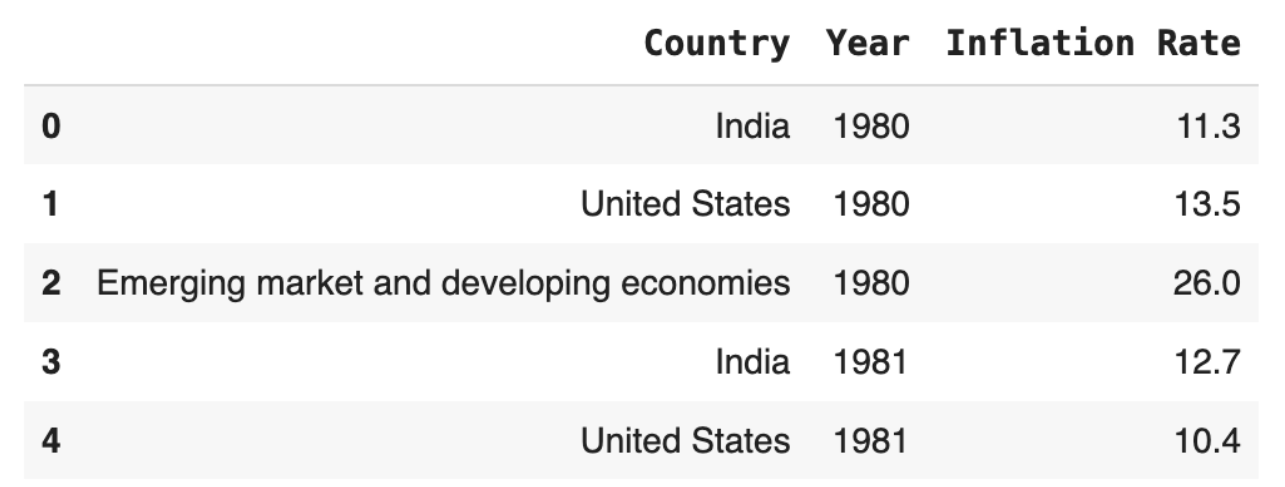 Country Year Inflation Rate
0 India 1980 11.3
1 United States 1980 13.5
2 Emerging market and developing economies 1980 26.0
3 India 1981 12.7
4 United States 1981 10.4